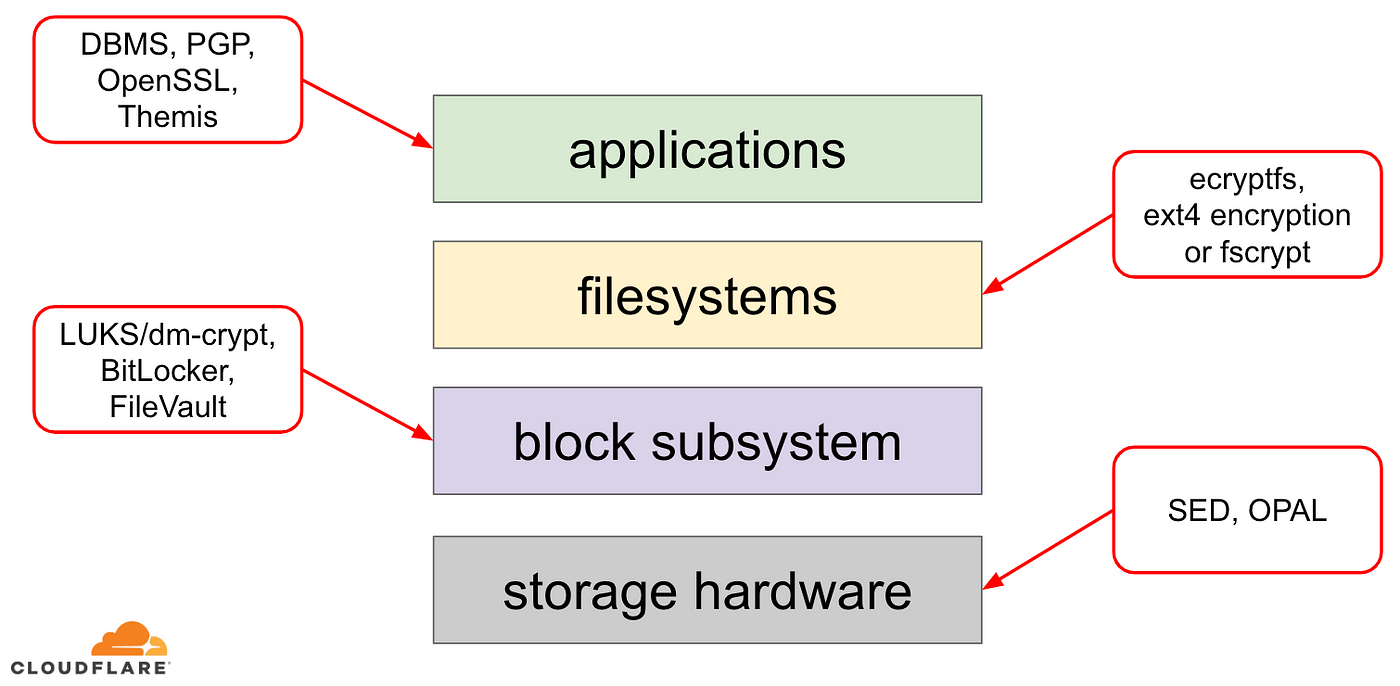 DBMS, PGP,
OpenSSL,
Themis
applications
ecryptfs,
ext4 encryption
or fscrypt
filesystems
LUKS/dm-crypt,
BitLocker,
FileVault
block subsystem
SED, OPAL
storage hardware
CLOUDFLARE